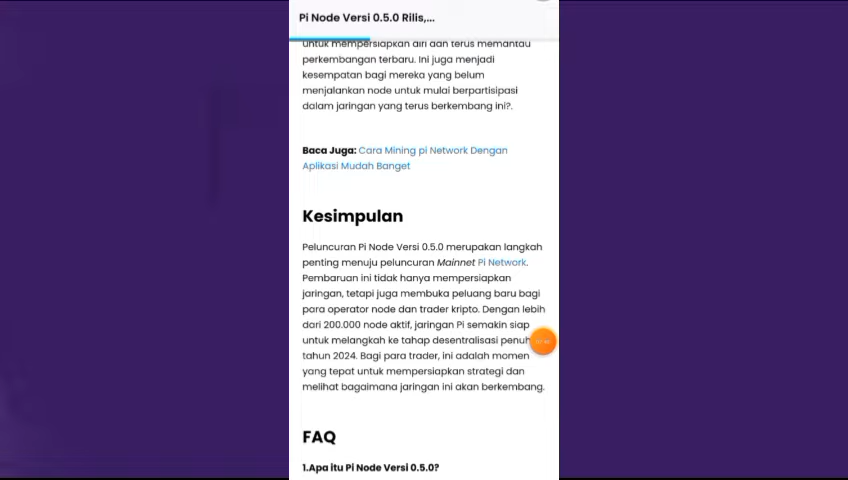 Pi Node Versi 0.5.0 Rilis,...
untuk mempersiapkan diri dan terus memantau
perkembangan terbaru. Ini juga menjadi
kesempatan bagi mereka yang belum
menjalankan node untuk mulai berpartisipasi
dalam jaringan yang terus berkembang ini?.
Baca Juga: Cara Mining pi Network Dengan
Aplikasi Mudah Banget
Kesimpulan
Peluncuran Pi Node Versi 0.5.0 merupakan langkah
penting menuju peluncuran Mainnet Pi Network.
Pembaruan ini tidak hanya mempersiapkan
jaringan, tetapi juga membuka peluang baru bagi
para operator node dan trader kripto. Dengan lebih
dari 200.000 node aktif, jaringan Pi semakin siap
untuk melangkah ke tahap desentralisasi penuh
tahun 2024. Bagi para trader, ini adalah momen
yang tepat untuk mempersiapkan strategi dan
melihat bagaimana jaringan ini akan berkembang.
FAQ
1.Apa itu Pi Node Versi 0.5.0?